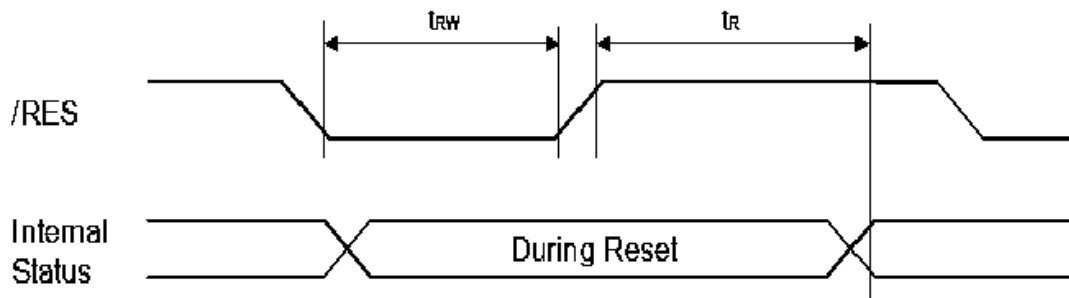 tRW
tR
/RES
Internal
Status
During Reset